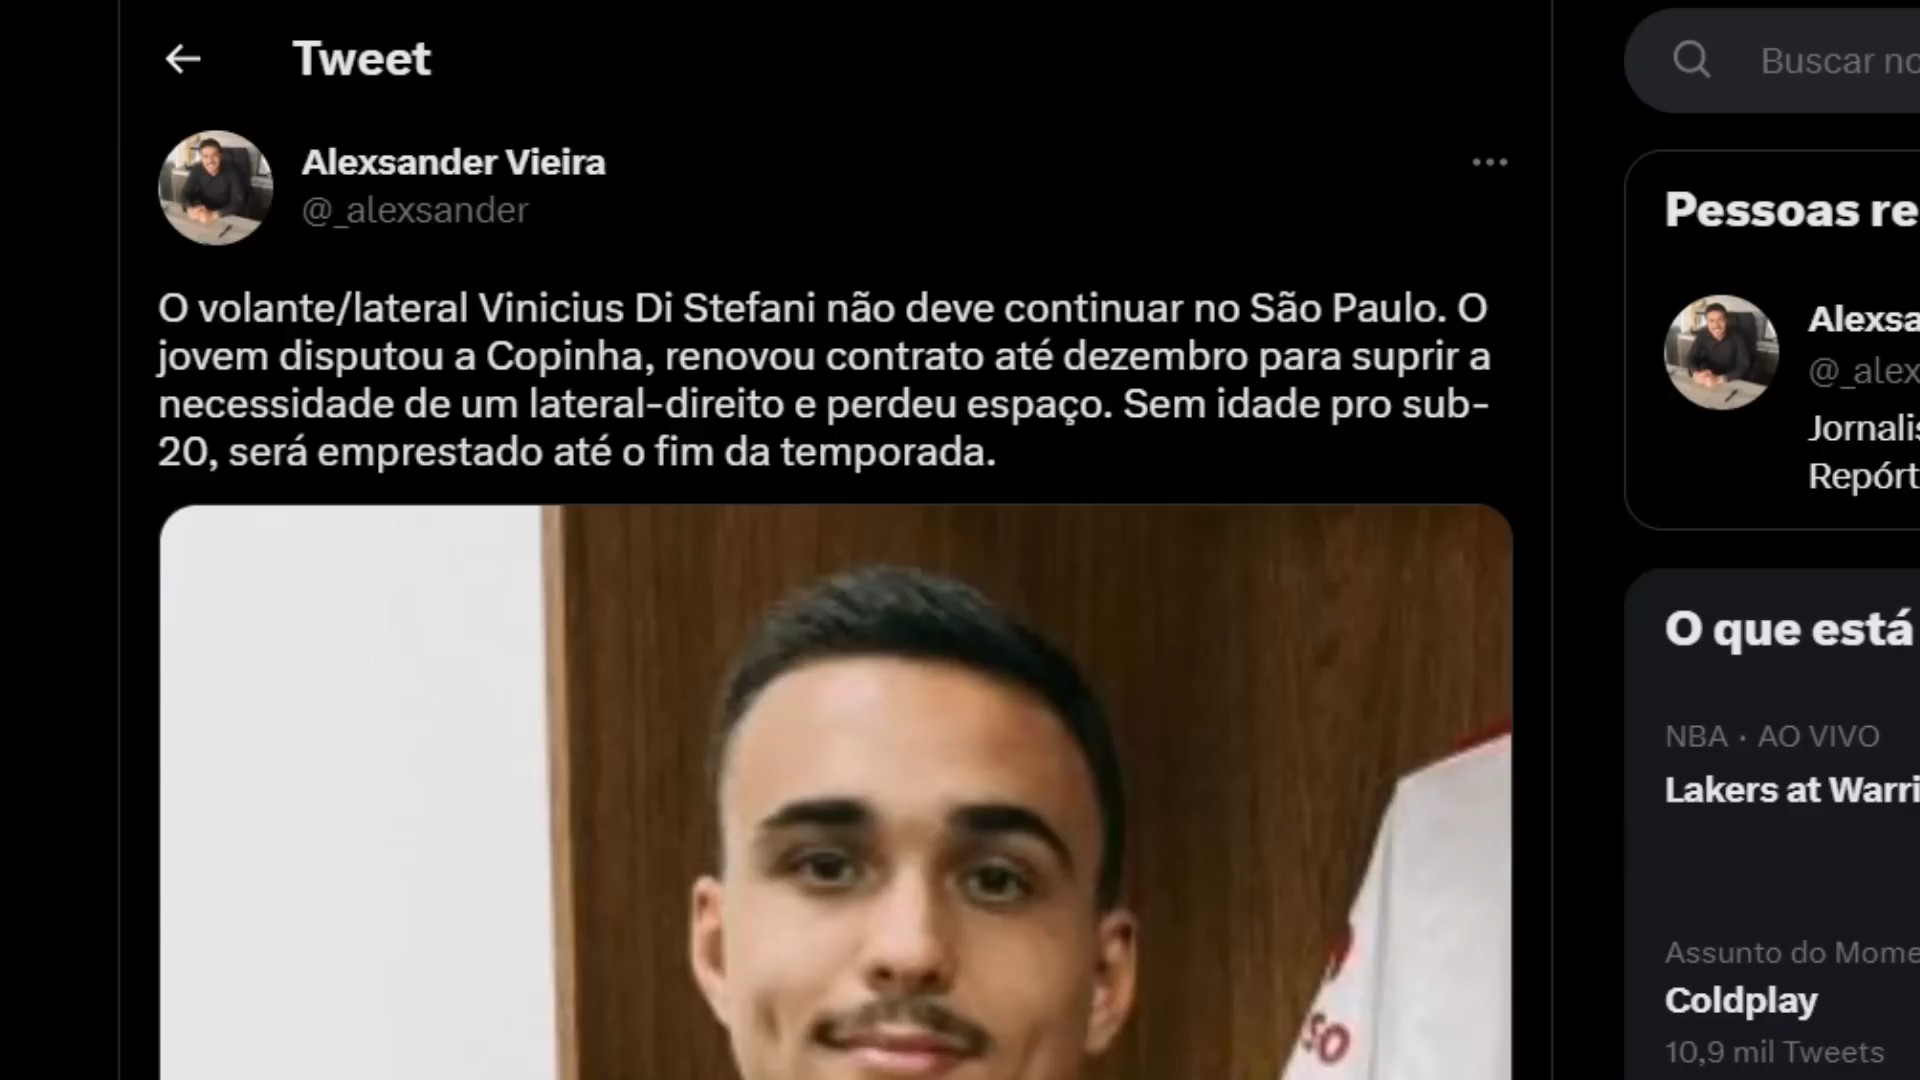 Tweet
Buscar no
Alexsander Vieira
@_alexsander
O volante/lateral Vinicius Di Stefani não deve continuar no São Paulo. O
jovem disputou a Copinha, renovou contrato até dezembro para suprir a
necessidade de um lateral-direito e perdeu espaço. Sem idade pro sub-
20, será emprestado até o fim da temporada.
SO
Pessoas re
Alexsa
@_alex
Jornalis
Repórt
O que está
NBA · AO VIVO
Lakers at Warri
Assunto do Mome
Coldplay
10,9 mil Tweets